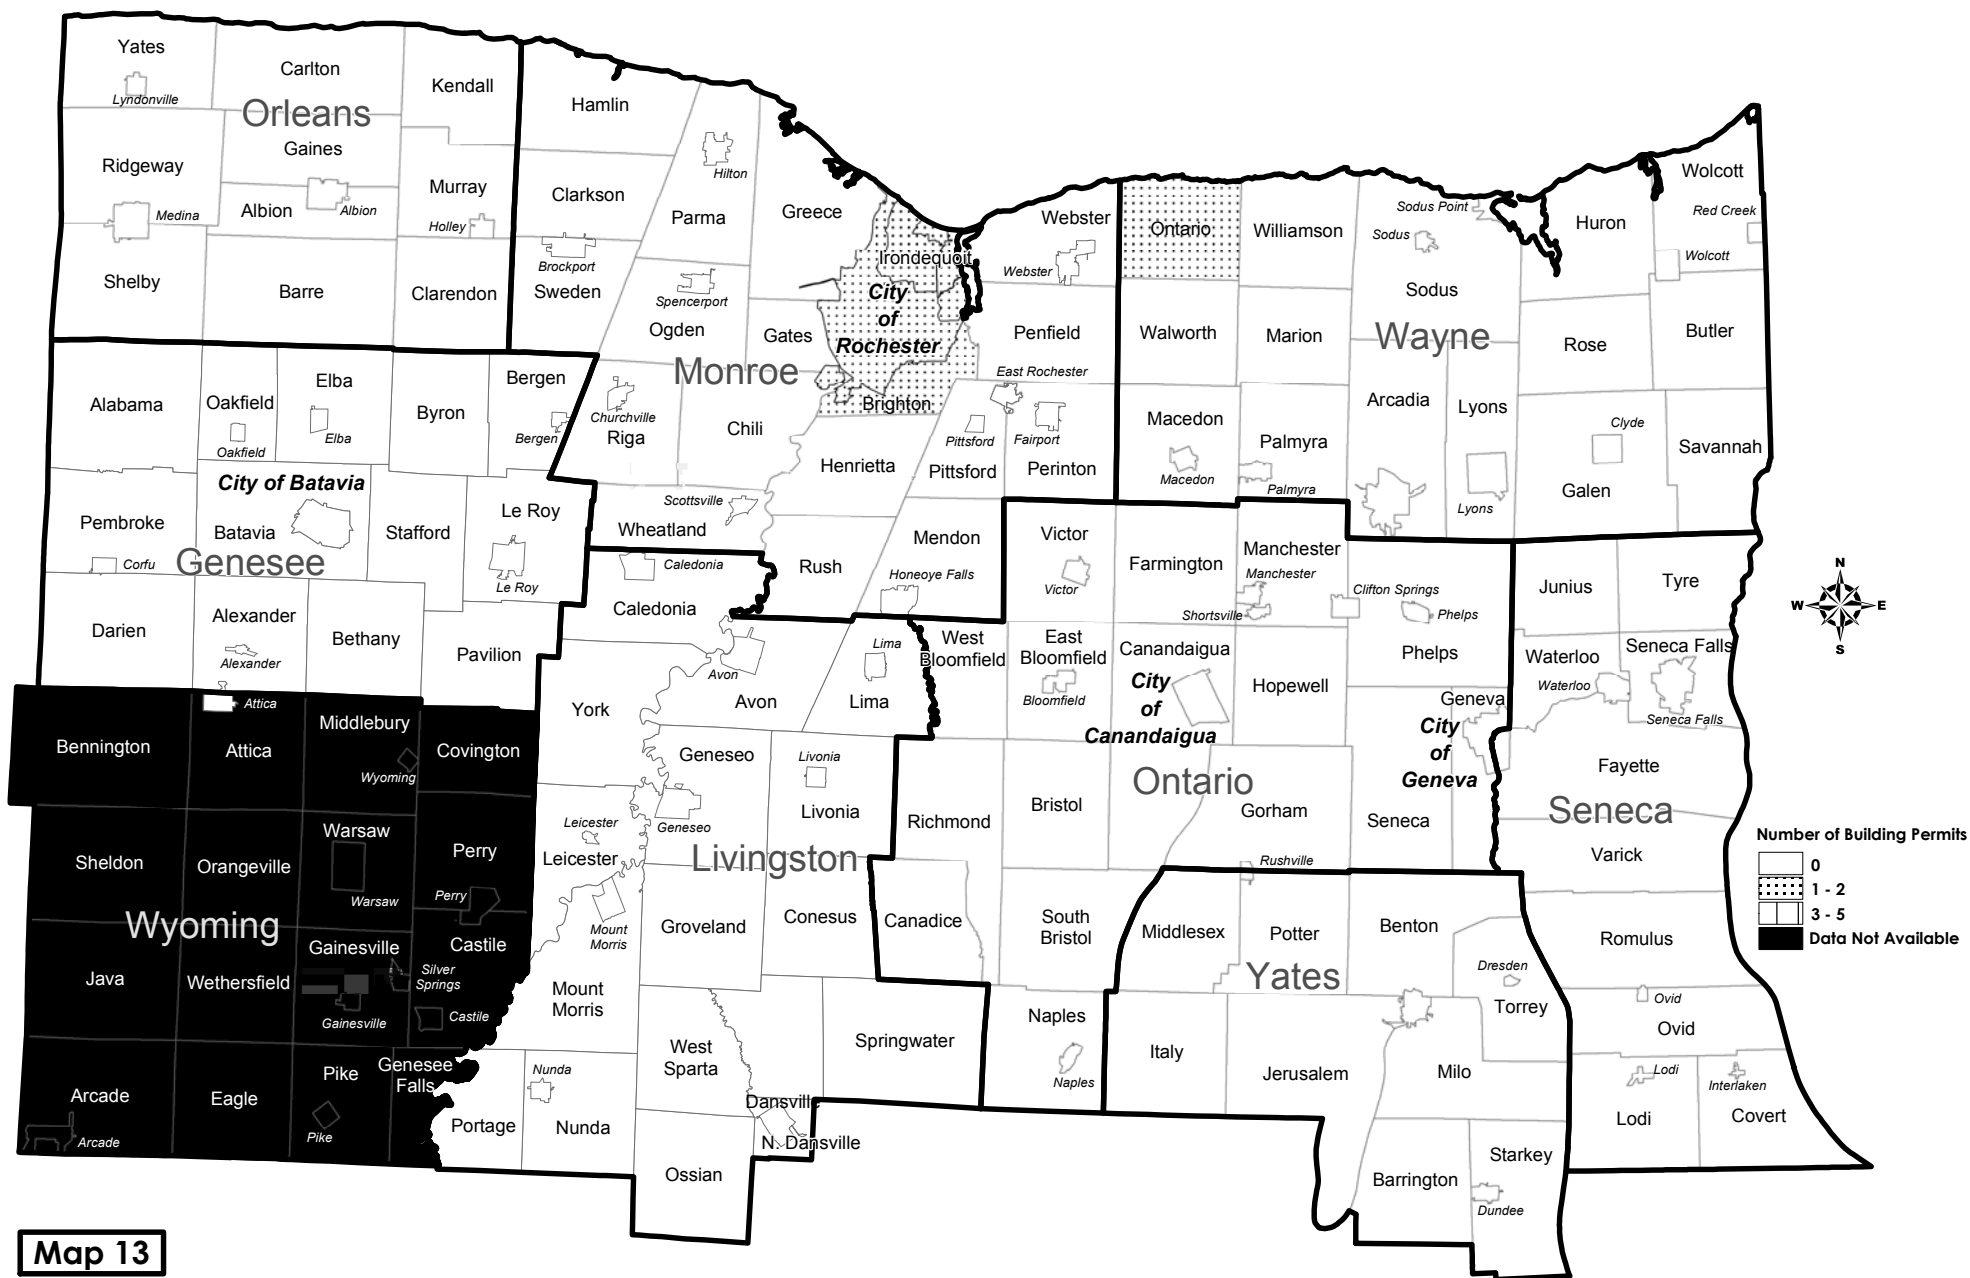 Yates
Lyndonville
Carlton
Kendall
Orleans
Gaines
Ridgeway
Murray
Medina
Albion
Albion
Holley
Shelby
Barre
Clarendon
Hamlin
Hilton
Clarkson
Parma
Greece
Brockport
Sweden
Spencerport
Ogden
Gates
Irondequoit
City
of
Rochester
Monroe
Brighton
Churchville
Riga
Chili
Henrietta
Scottsville
Wheatland
Rush
Mendon
Honeoye Falls
Webster
Webster
Penfield
East Rochester
Pittsford
Fairport
Pittsford
Perinton
Ontario
Williamson
Sodus Point
Sodus
Sodus
Huron
Wolcott
Red Creek
Wolcott
Walworth
Marion
Wayne
Rose
Butler
Macedon
Macedon
Palmyra
Palmyra
Arcadia
Lyons
Lyons
Clyde
Galen
Savannah
Alabama
Oakfield
Oakfield
Elba
Elba
Byron
Bergen
Bergen
City of Batavia
Pembroke
Batavia
Stafford
Le Roy
Le Roy
Corfu
Genesee
Darien
Alexander
Alexander
Bethany
Pavilion
Attica
Bennington
Attica
Middlebury
Wyoming
Covington
Sheldon
Orangeville
Warsaw
Warsaw
Perry
Perry
Wyoming
Java
Wethersfield
Gainesville
Silver
Springs
Gainesville
Castile
Castile
Arcade
Arcade
Eagle
Pike
Pike
Genesee
Falls
Caledonia
Caledonia
Avon
Avon
Lima
Lima
York
Geneseo
Geneseo
Livonia
Livonia
Leicester
Leicester
Livingston
Mount
Morris
Groveland
Conesus
Mount
Morris
West
Sparta
Springwater
Nunda
Portage
Nunda
Dansville
N. Dansville
Ossian
Victor
Victor
Farmington
Manchester
Manchester
Shortsville
Clifton Springs
Phelps
Phelps
West
Bloomfield
East
Bloomfield
Bloomfield
Canandaigua
City
of
Canandaigua
Hopewell
Geneva
City
of
Geneva
Ontario
Richmond
Bristol
Gorham
Seneca
Rushville
Canadice
South
Bristol
Naples
Naples
Middlesex
Potter
Benton
Yates
Dresden
Torrey
Italy
Jerusalem
Milo
Barrington
Starkey
Dundee
Junius
Tyre
Waterloo
Waterloo
Seneca Falls
Seneca Falls
Fayette
Seneca
Varick
Romulus
Ovid
Ovid
Lodi
Lodi
Interlaken
Covert
N
W E
S
Number of Building Permits
0
1 - 2
3 - 5
Data Not Available
Map 13